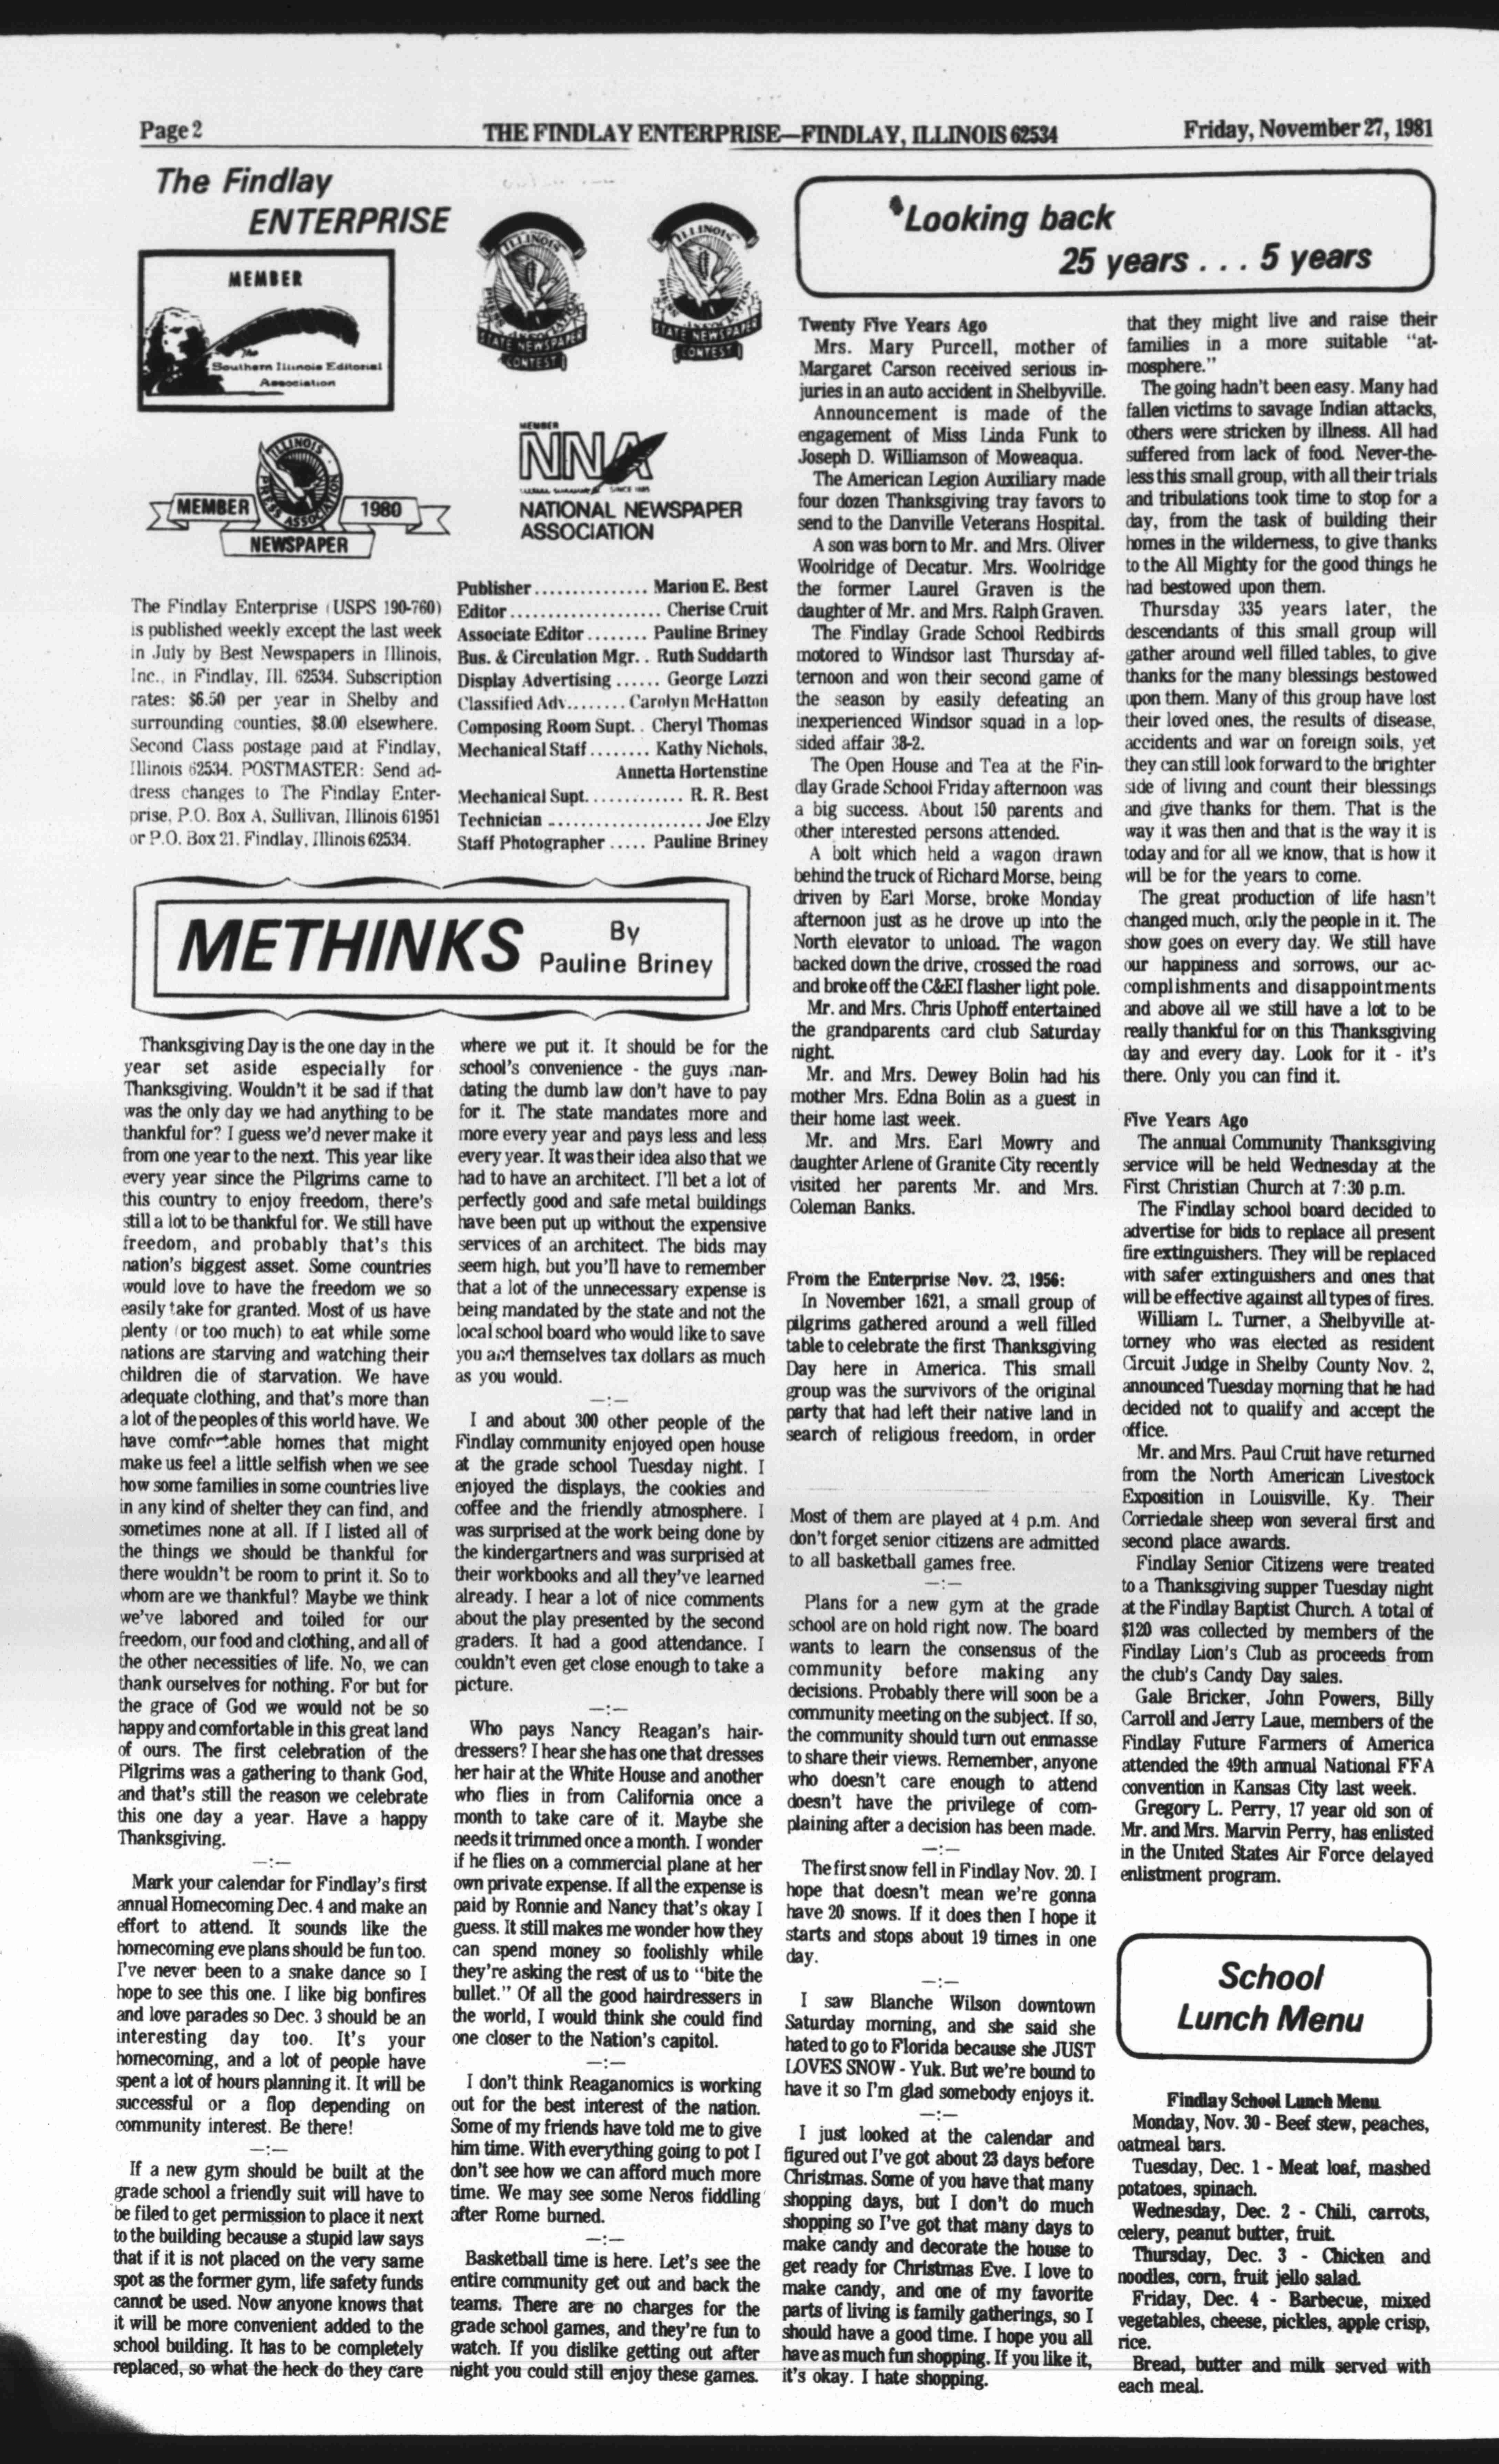 Page 2
THE FINDLAY ENTERPRISE—FINDLAY, ILLINOIS 62534
Friday, November 27, 1981
The Findlay
ENTERPRISE
MEMBER
The
Southern Illinois Editorial
Association
ILLINOIS
PRESS ASSOCIATION
STATE NEWSPAPER
CONTEST
ILLINOIS
PRESS ASSOCIATION
STATE NEWSPAPER
CONTEST
ILLINOIS
PRESS ASSOCIATION
MEMBER
1980
NEWSPAPER
MEMBER
NNA
SINCE 1885
NATIONAL NEWSPAPER
ASSOCIATION
The Findlay Enterprise (USPS 190-760)
is published weekly except the last week
in July by Best Newspapers in Illinois,
Inc., in Findlay, Ill. 62534. Subscription
rates: $6.50 per year in Shelby and
surrounding counties, $8.00 elsewhere.
Second Class postage paid at Findlay,
Illinois 62534. POSTMASTER: Send ad-
dress changes to The Findlay Enter-
prise, P.O. Box A, Sullivan, Illinois 61951
or P.O. Box 21, Findlay, Illinois 62534.
Publisher............... Marion E. Best
Editor.................... Cherise Cruit
Associate Editor........ Pauline Briney
Bus. & Circulation Mgr.. Ruth Suddarth
Display Advertising...... George Lozzi
Classified Adv........ Carolyn McHatton
Composing Room Supt.. Cheryl Thomas
Mechanical Staff........ Kathy Nichols,
Annetta Hortenstine
Mechanical Supt............. R. R. Best
Technician .................... Joe Elzy
Staff Photographer ..... Pauline Briney
METHINKS
By
Pauline Briney
Thanksgiving Day is the one day in the
year set aside especially for
Thanksgiving. Wouldn't it be sad if that
was the only day we had anything to be
thankful for? I guess we'd never make it
from one year to the next. This year like
every year since the Pilgrims came to
this country to enjoy freedom, there's
still a lot to be thankful for. We still have
freedom, and probably that's this
nation's biggest asset. Some countries
would love to have the freedom we so
easily take for granted. Most of us have
plenty (or too much) to eat while some
nations are starving and watching their
children die of starvation. We have
adequate clothing, and that's more than
a lot of the peoples of this world have. We
have comfortable homes that might
make us feel a little selfish when we see
how some families in some countries live
in any kind of shelter they can find, and
sometimes none at all. If I listed all of
the things we should be thankful for
there wouldn't be room to print it. So to
whom are we thankful? Maybe we think
we've labored and toiled for our
freedom, our food and clothing, and all of
the other necessities of life. No, we can
thank ourselves for nothing. For but for
the grace of God we would not be so
happy and comfortable in this great land
of ours. The first celebration of the
Pilgrims was a gathering to thank God,
and that's still the reason we celebrate
this one day a year. Have a happy
Thanksgiving.
—:—
Mark your calendar for Findlay's first
annual Homecoming Dec. 4 and make an
effort to attend. It sounds like the
homecoming eve plans should be fun too.
I've never been to a snake dance so I
hope to see this one. I like big bonfires
and love parades so Dec. 3 should be an
interesting day too. It's your
homecoming, and a lot of people have
spent a lot of hours planning it. It will be
successful or a flop depending on
community interest. Be there!
—:—
If a new gym should be built at the
grade school a friendly suit will have to
be filed to get permission to place it next
to the building because a stupid law says
that if it is not placed on the very same
spot as the former gym, life safety funds
cannot be used. Now anyone knows that
it will be more convenient added to the
school building. It has to be completely
replaced, so what the heck do they care
where we put it. It should be for the
school's convenience - the guys man-
dating the dumb law don't have to pay
for it. The state mandates more and
more every year and pays less and less
every year. It was their idea also that we
had to have an architect. I'll bet a lot of
perfectly good and safe metal buildings
have been put up without the expensive
services of an architect. The bids may
seem high, but you'll have to remember
that a lot of the unnecessary expense is
being mandated by the state and not the
local school board who would like to save
you and themselves tax dollars as much
as you would.
—:—
I and about 300 other people of the
Findlay community enjoyed open house
at the grade school Tuesday night. I
enjoyed the displays, the cookies and
coffee and the friendly atmosphere. I
was surprised at the work being done by
the kindergartners and was surprised at
their workbooks and all they've learned
already. I hear a lot of nice comments
about the play presented by the second
graders. It had a good attendance. I
couldn't even get close enough to take a
picture.
—:—
Who pays Nancy Reagan's hair-
dressers? I hear she has one that dresses
her hair at the White House and another
who flies in from California once a
month to take care of it. Maybe she
needs it trimmed once a month. I wonder
if he flies on a commercial plane at her
own private expense. If all the expense is
paid by Ronnie and Nancy that's okay I
guess. It still makes me wonder how they
can spend money so foolishly while
they're asking the rest of us to "bite the
bullet." Of all the good hairdressers in
the world, I would think she could find
one closer to the Nation's capitol.
—:—
I don't think Reaganomics is working
out for the best interest of the nation.
Some of my friends have told me to give
him time. With everything going to pot I
don't see how we can afford much more
time. We may see some Neros fiddling
after Rome burned.
—:—
Basketball time is here. Let's see the
entire community get out and back the
teams. There are no charges for the
grade school games, and they're fun to
watch. If you dislike getting out after
night you could still enjoy these games.
Most of them are played at 4 p.m. And
don't forget senior citizens are admitted
to all basketball games free.
—:—
Plans for a new gym at the grade
school are on hold right now. The board
wants to learn the consensus of the
community before making any
decisions. Probably there will soon be a
community meeting on the subject. If so,
the community should turn out enmasse
to share their views. Remember, anyone
who doesn't care enough to attend
doesn't have the privilege of com-
plaining after a decision has been made.
—:—
The first snow fell in Findlay Nov. 20. I
hope that doesn't mean we're gonna
have 20 snows. If it does then I hope it
starts and stops about 19 times in one
day.
—:—
I saw Blanche Wilson downtown
Saturday morning, and she said she
hated to go to Florida because she JUST
LOVES SNOW - Yuk. But we're bound to
have it so I'm glad somebody enjoys it.
—:—
I just looked at the calendar and
figured out I've got about 23 days before
Christmas. Some of you have that many
shopping days, but I don't do much
shopping so I've got that many days to
make candy and decorate the house to
get ready for Christmas Eve. I love to
make candy, and one of my favorite
parts of living is family gatherings, so I
should have a good time. I hope you all
have as much fun shopping. If you like it,
it's okay. I hate shopping.
Looking back
25 years . . . 5 years
Twenty Five Years Ago
Mrs. Mary Purcell, mother of
Margaret Carson received serious in-
juries in an auto accident in Shelbyville.
Announcement is made of the
engagement of Miss Linda Funk to
Joseph D. Williamson of Moweaqua.
The American Legion Auxiliary made
four dozen Thanksgiving tray favors to
send to the Danville Veterans Hospital.
A son was born to Mr. and Mrs. Oliver
Woolridge of Decatur. Mrs. Woolridge
the former Laurel Graven is the
daughter of Mr. and Mrs. Ralph Graven.
The Findlay Grade School Redbirds
motored to Windsor last Thursday af-
ternoon and won their second game of
the season by easily defeating an
inexperienced Windsor squad in a lop-
sided affair 38-2.
The Open House and Tea at the Fin-
dlay Grade School Friday afternoon was
a big success. About 150 parents and
other interested persons attended.
A bolt which held a wagon drawn
behind the truck of Richard Morse, being
driven by Earl Morse, broke Monday
afternoon just as he drove up into the
North elevator to unload. The wagon
backed down the drive, crossed the road
and broke off the C&EI flasher light pole.
Mr. and Mrs. Chris Uphoff entertained
the grandparents card club Saturday
night.
Mr. and Mrs. Dewey Bolin had his
mother Mrs. Edna Bolin as a guest in
their home last week.
Mr. and Mrs. Earl Mowry and
daughter Arlene of Granite City recently
visited her parents Mr. and Mrs.
Coleman Banks.
From the Enterprise Nov. 23, 1956:
In November 1621, a small group of
pilgrims gathered around a well filled
table to celebrate the first Thanksgiving
Day here in America. This small
group was the survivors of the original
party that had left their native land in
search of religious freedom, in order
that they might live and raise their
families in a more suitable "at-
mosphere."
The going hadn't been easy. Many had
fallen victims to savage Indian attacks,
others were stricken by illness. All had
suffered from lack of food. Never-the-
less this small group, with all their trials
and tribulations took time to stop for a
day, from the task of building their
homes in the wilderness, to give thanks
to the All Mighty for the good things he
had bestowed upon them.
Thursday 335 years later, the
descendants of this small group will
gather around well filled tables, to give
thanks for the many blessings bestowed
upon them. Many of this group have lost
their loved ones, the results of disease,
accidents and war on foreign soils, yet
they can still look forward to the brighter
side of living and count their blessings
and give thanks for them. That is the
way it was then and that is the way it is
today and for all we know, that is how it
will be for the years to come.
The great production of life hasn't
changed much, only the people in it. The
show goes on every day. We still have
our happiness and sorrows, our ac-
complishments and disappointments
and above all we still have a lot to be
really thankful for on this Thanksgiving
day and every day. Look for it - it's
there. Only you can find it.
Five Years Ago
The annual Community Thanksgiving
service will be held Wednesday at the
First Christian Church at 7:30 p.m.
The Findlay school board decided to
advertise for bids to replace all present
fire extinguishers. They will be replaced
with safer extinguishers and ones that
will be effective against all types of fires.
William L. Turner, a Shelbyville at-
torney who was elected as resident
Circuit Judge in Shelby County Nov. 2,
announced Tuesday morning that he had
decided not to qualify and accept the
office.
Mr. and Mrs. Paul Cruit have returned
from the North American Livestock
Exposition in Louisville, Ky. Their
Corriedale sheep won several first and
second place awards.
Findlay Senior Citizens were treated
to a Thanksgiving supper Tuesday night
at the Findlay Baptist Church. A total of
$120 was collected by members of the
Findlay Lion's Club as proceeds from
the club's Candy Day sales.
Gale Bricker, John Powers, Billy
Carroll and Jerry Laue, members of the
Findlay Future Farmers of America
attended the 49th annual National FFA
convention in Kansas City last week.
Gregory L. Perry, 17 year old son of
Mr. and Mrs. Marvin Perry, has enlisted
in the United States Air Force delayed
enlistment program.
School
Lunch Menu
Findlay School Lunch Menu
Monday, Nov. 30 - Beef stew, peaches,
oatmeal bars.
Tuesday, Dec. 1 - Meat loaf, mashed
potatoes, spinach.
Wednesday, Dec. 2 - Chili, carrots,
celery, peanut butter, fruit.
Thursday, Dec. 3 - Chicken and
noodles, corn, fruit jello salad.
Friday, Dec. 4 - Barbecue, mixed
vegetables, cheese, pickles, apple crisp,
rice.
Bread, butter and milk served with
each meal.